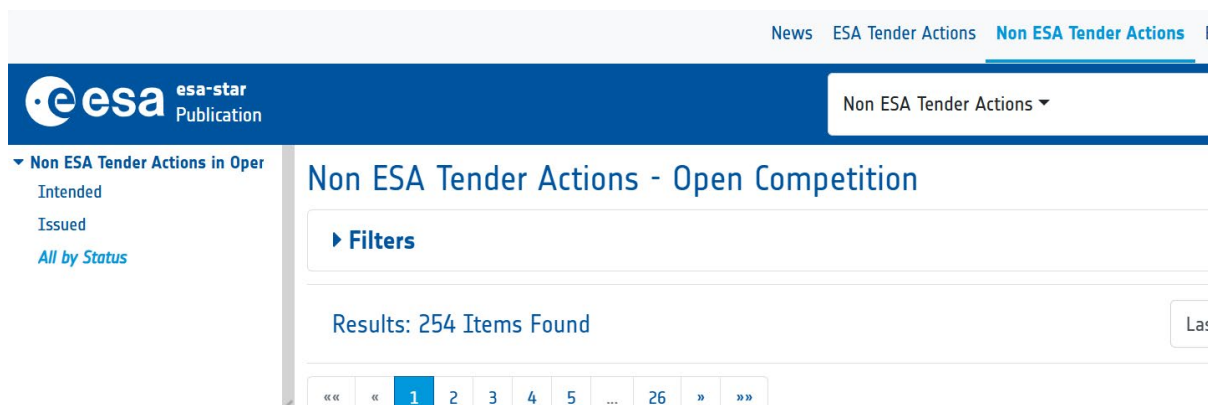 News ESA Tender Actions Non ESA Tender Actions
esa esa-star
Publication
Non ESA Tender Actions
Non ESA Tender Actions in Oper
Intended
Issued
All by Status
Non ESA Tender Actions - Open Competition
Filters
Results: 254 Items Found
Las
«« « 1 2 3 4 5 ... 26 » »»